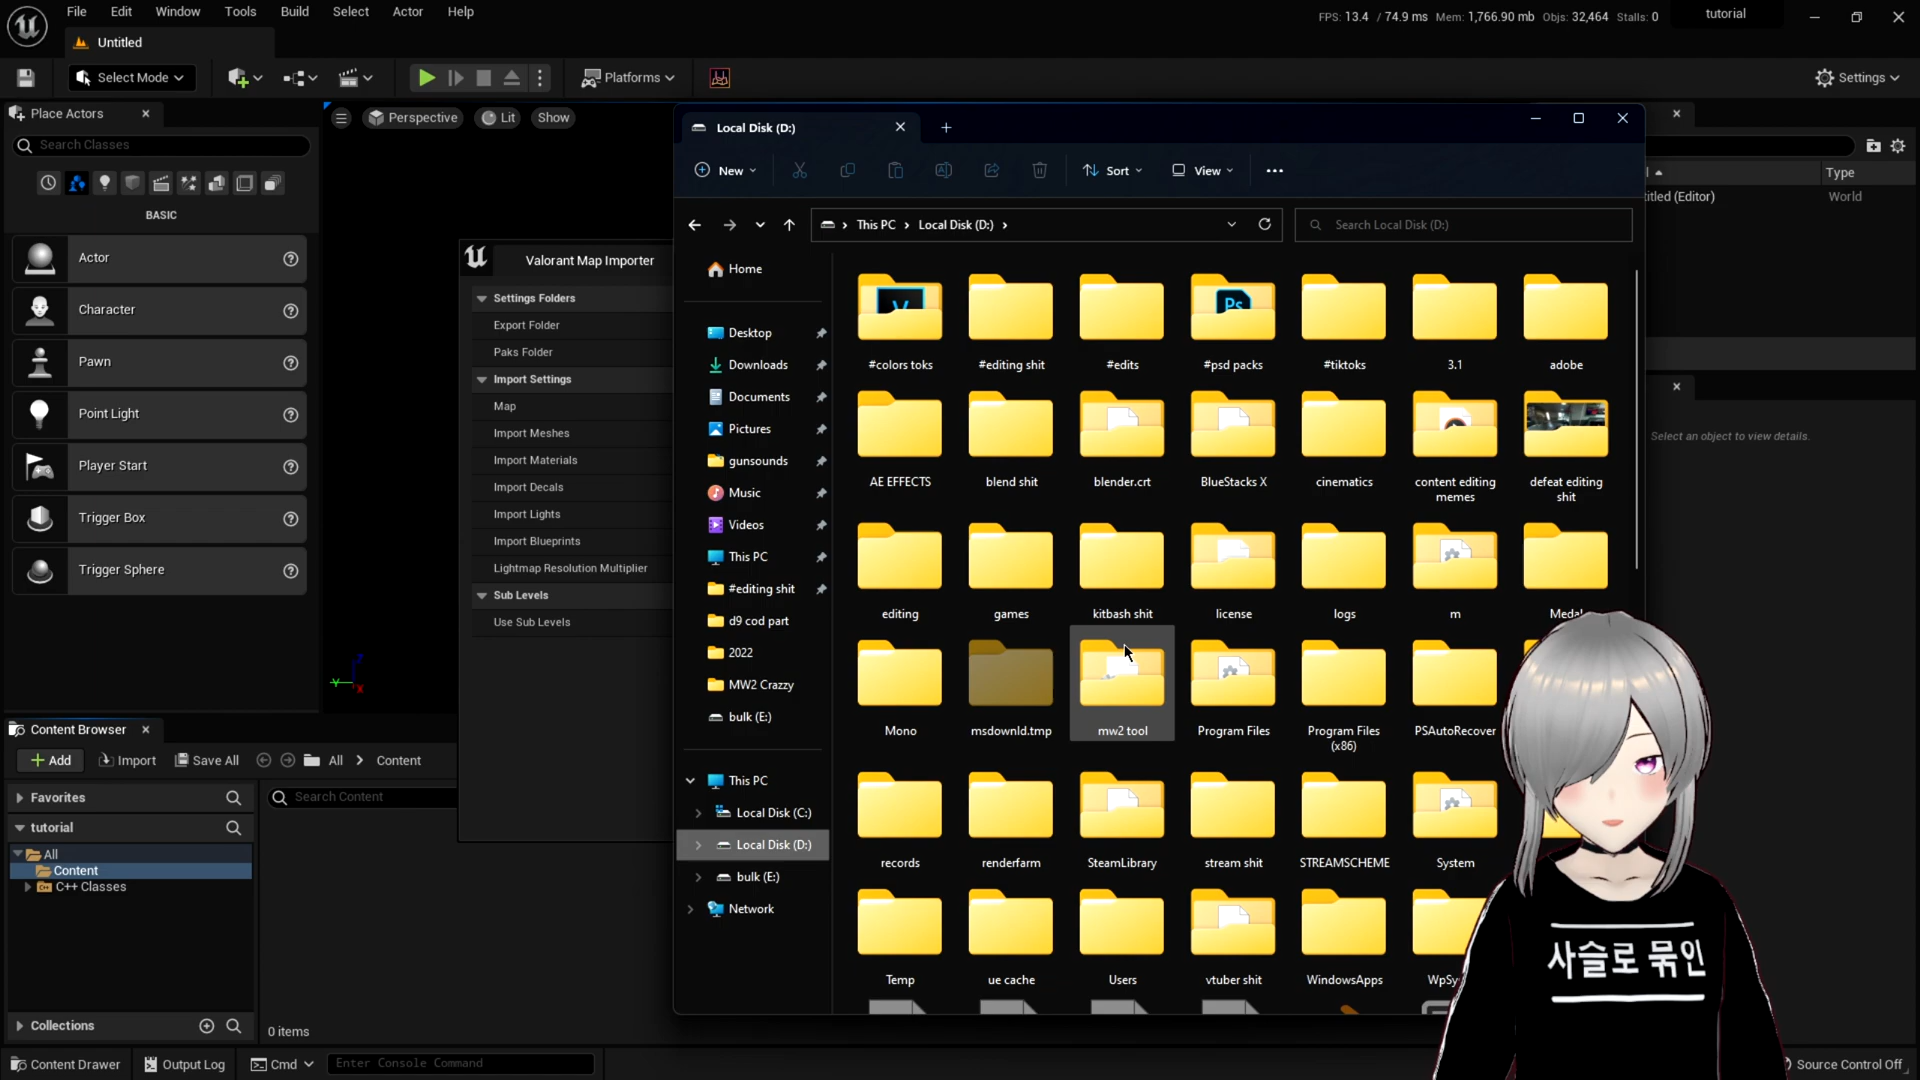 File Edit Window Tools Build Select Actor Help
FPS: 13.4 / 74.9 ms Mem: 1,766.90 mb Objs: 32,464 Stalls: 0
tutorial
Untitled
Select Mode
Platforms
Settings
Place Actors
Search Classes
BASIC
Actor
Character
Pawn
Point Light
Player Start
Trigger Box
Trigger Sphere
Perspective
Lit
Show
Valorant Map Importer
Settings Folders
Export Folder
Paks Folder
Import Settings
Map
Import Meshes
Import Materials
Import Decals
Import Lights
Import Blueprints
Lightmap Resolution Multiplier
Sub Levels
Use Sub Levels
Local Disk (D:)
New
Sort
View
This PC > Local Disk (D:) >
Search Local Disk (D:)
Home
Desktop
Downloads
Documents
Pictures
gunsounds
Music
Videos
This PC
#editing shit
d9 cod part
2022
MW2 Crazzy
bulk (E:)
This PC
Local Disk (C:)
Local Disk (D:)
bulk (E:)
Network
Ps
#colors toks #editing shit #edits #psd packs #tiktoks 3.1 adobe
AE EFFECTS blend shit blender.crt BlueStacks X cinematics content editing memes defeat editing shit
editing games kitbash shit license logs m Medal
Mono msdownld.tmp mw2 tool Program Files Program Files (x86) PSAutoRecover
records renderfarm SteamLibrary stream shit STREAMSCHEME System
Temp ue cache Users vtuber shit WindowsApps
Type
(Editor)
World
Select an object to view details.
Content Browser
Add
Import
Save All
All > Content
Favorites
Search Content
tutorial
All
Content
C++ Classes
Collections
0 items
Content Drawer
Output Log
Cmd
Enter Console Command
Source Control Off
사슬로 묶인